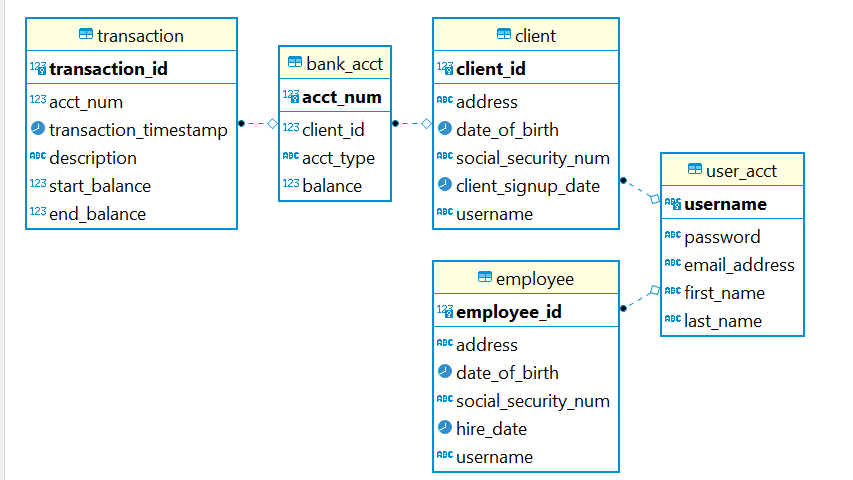 transaction
123 transaction_id
123 acct_num
transaction_timestamp
ABC description
123 start_balance
123 end_balance
bank_acct
123 acct_num
123 client_id
ABC acct_type
123 balance
client
123 client_id
ABC address
date_of_birth
ABC social_security_num
client_signup_date
ABC username
employee
123 employee_id
ABC address
date_of_birth
ABC social_security_num
hire_date
ABC username
user_acct
ABC username
ABC password
ABC email_address
ABC first_name
ABC last_name